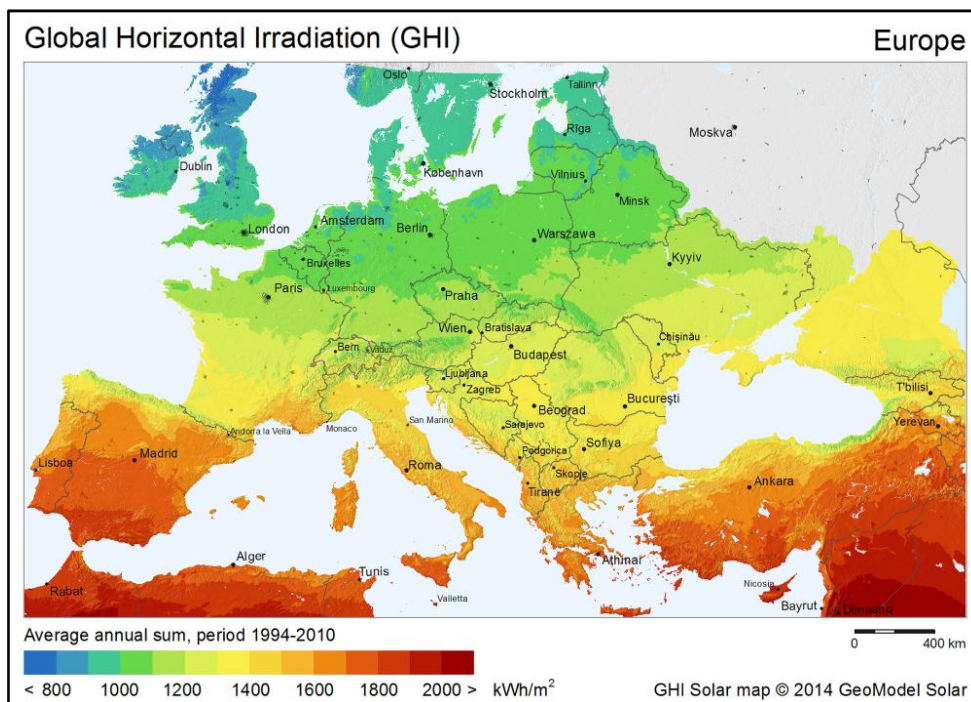 Global Horizontal Irradiation (GHI)
Europe
Oslo
Stockholm
Tallinn
Rīga
Moskva
Dublin
København
Vilnius
Minsk
London
Amsterdam
Berlin
Warszawa
Bruxelles
Kyyiv
Paris
Luxembourg
Praha
Wien
Bratislava
Chişinău
Bern
Vaduz
Budapest
Ljubljana
Zagreb
T'bilisi
Beograd
Bucureşti
San Marino
Sarajevo
Yerevan
Andorra la Vella
Monaco
Sofiya
Podgorica
Lisboa
Madrid
Roma
Skopje
Tiranë
Ankara
Alger
Tunis
Athínai
Rabat
Valletta
Nicosia
Bayrut
Dimashq
Average annual sum, period 1994-2010
0 400 km
< 800 1000 1200 1400 1600 1800 2000 > kWh/m²
GHI Solar map © 2014 GeoModel Solar